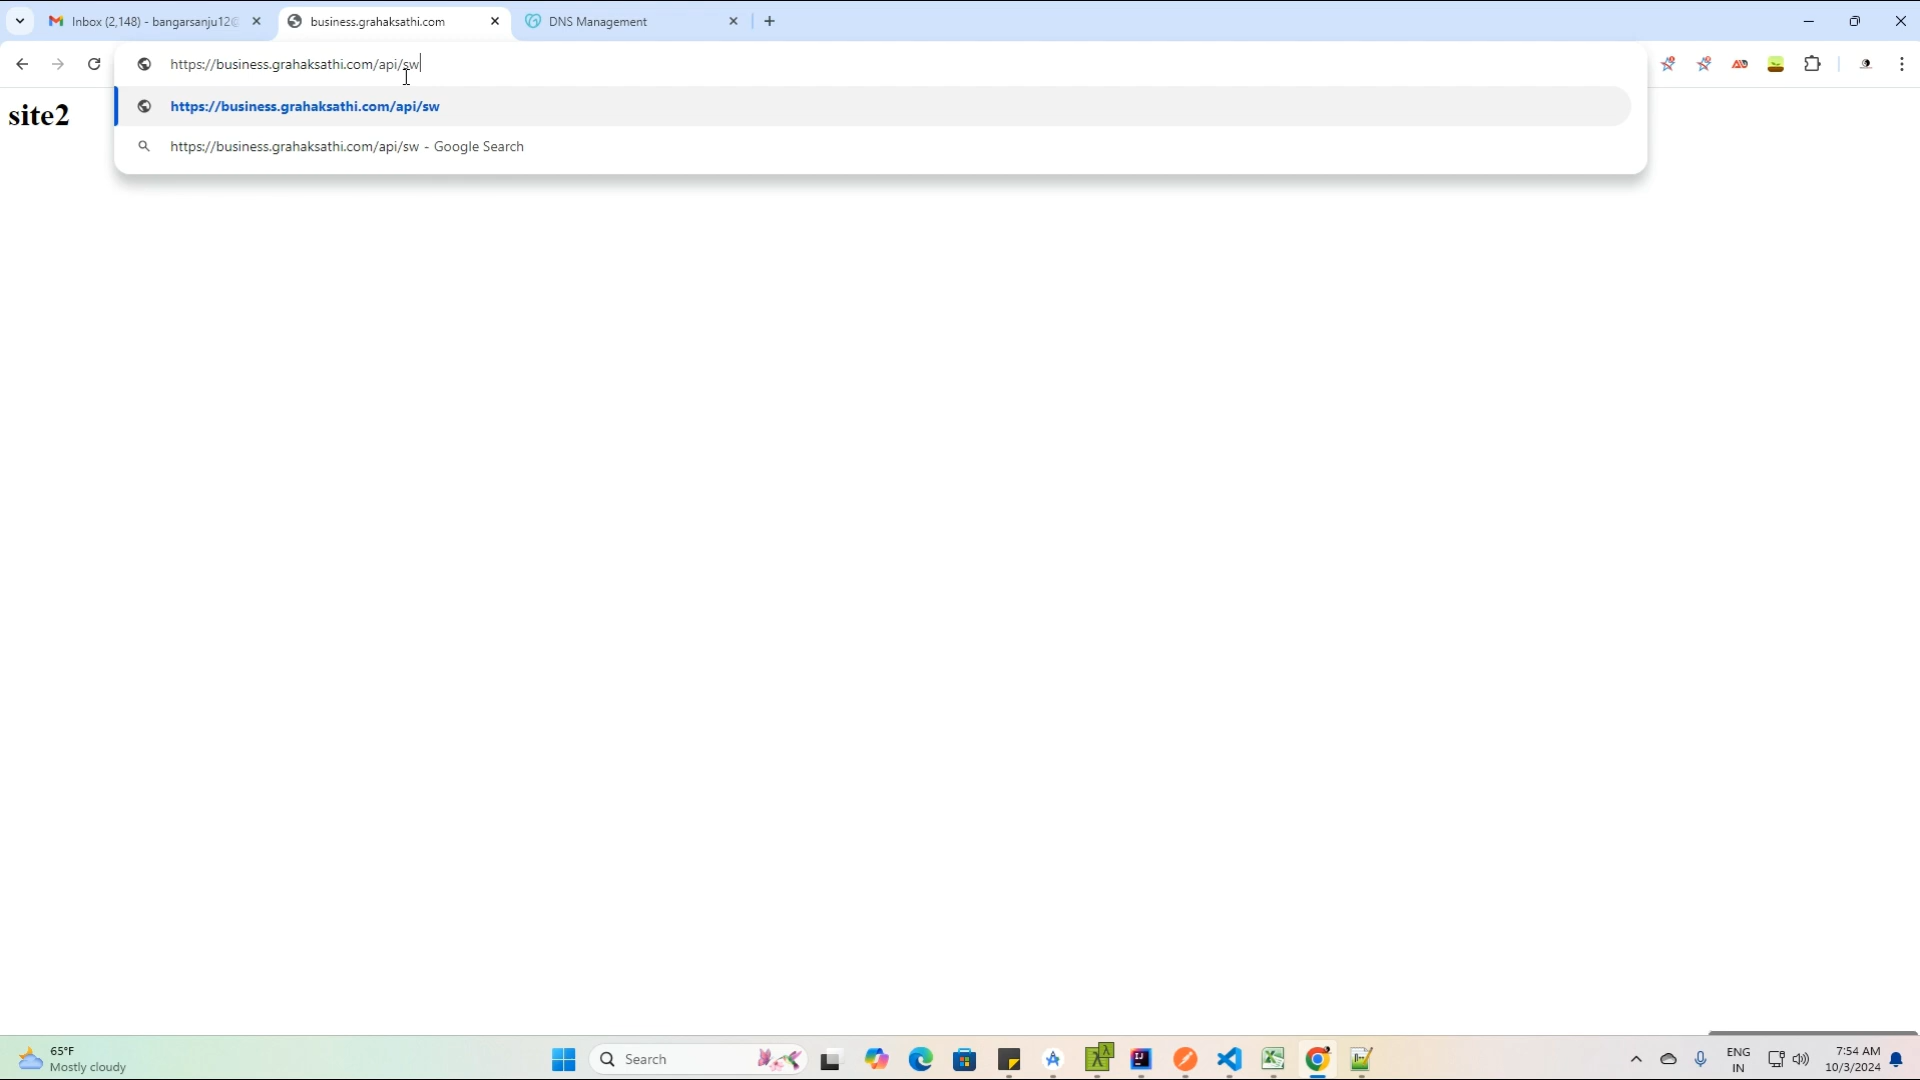 Inbox (2,148) - bangarsanju12
business.grahaksathi.com
DNS Management
https://business.grahaksathi.com/api/sw
https://business.grahaksathi.com/api/sw
https://business.grahaksathi.com/api/sw - Google Search
site2
65°F
Mostly cloudy
Search
ENG
IN
7:54 AM
10/3/2024